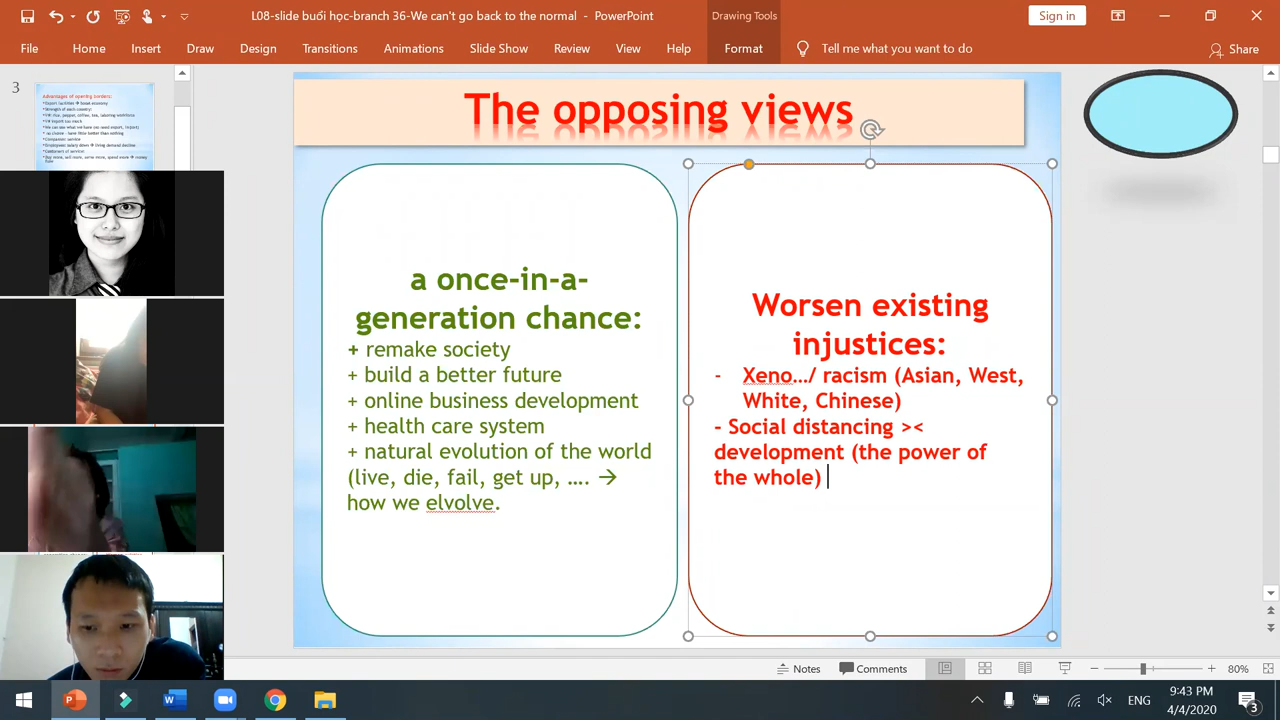 L08-slide buổi học-branch 36-We can't go back to the normal - PowerPoint
Drawing Tools
Sign in
File Home Insert Draw Design Transitions Animations Slide Show Review View Help Format Tell me what you want to do Share
3
Advantages of opening borders:
The opposing views
a once-in-a-
generation chance:
+ remake society
+ build a better future
+ online business development
+ health care system
+ natural evolution of the world
(live, die, fail, get up, …. →
how we elvolve.
Worsen existing
injustices:
- Xeno…/ racism (Asian, West,
White, Chinese)
- Social distancing ><
development (the power of
the whole)
Notes Comments 80%
ENG
9:43 PM
4/4/2020
3